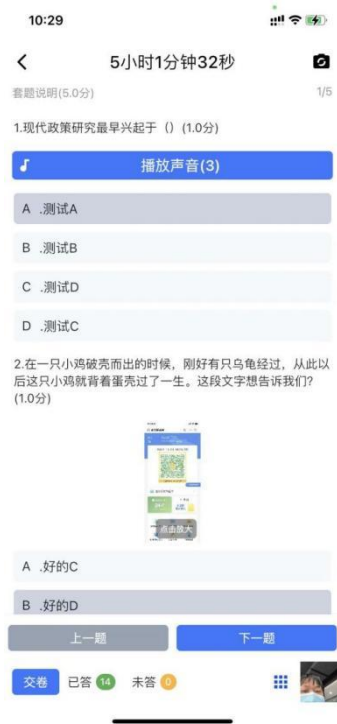 10:29
5小时1分钟32秒
套题说明(5.0分)
1/5
1.现代政策研究最早兴起于（）(1.0分)
播放声音(3)
A .测试A
B .测试B
C .测试D
D .测试C
2.在一只小鸡破壳而出的时候，刚好有只乌龟经过，从此以
后这只小鸡就背着蛋壳过了一生。这段文字想告诉我们?
(1.0分)
点击放大
A .好的C
B .好的D
上一题
下一题
交卷
已答 14
未答 0